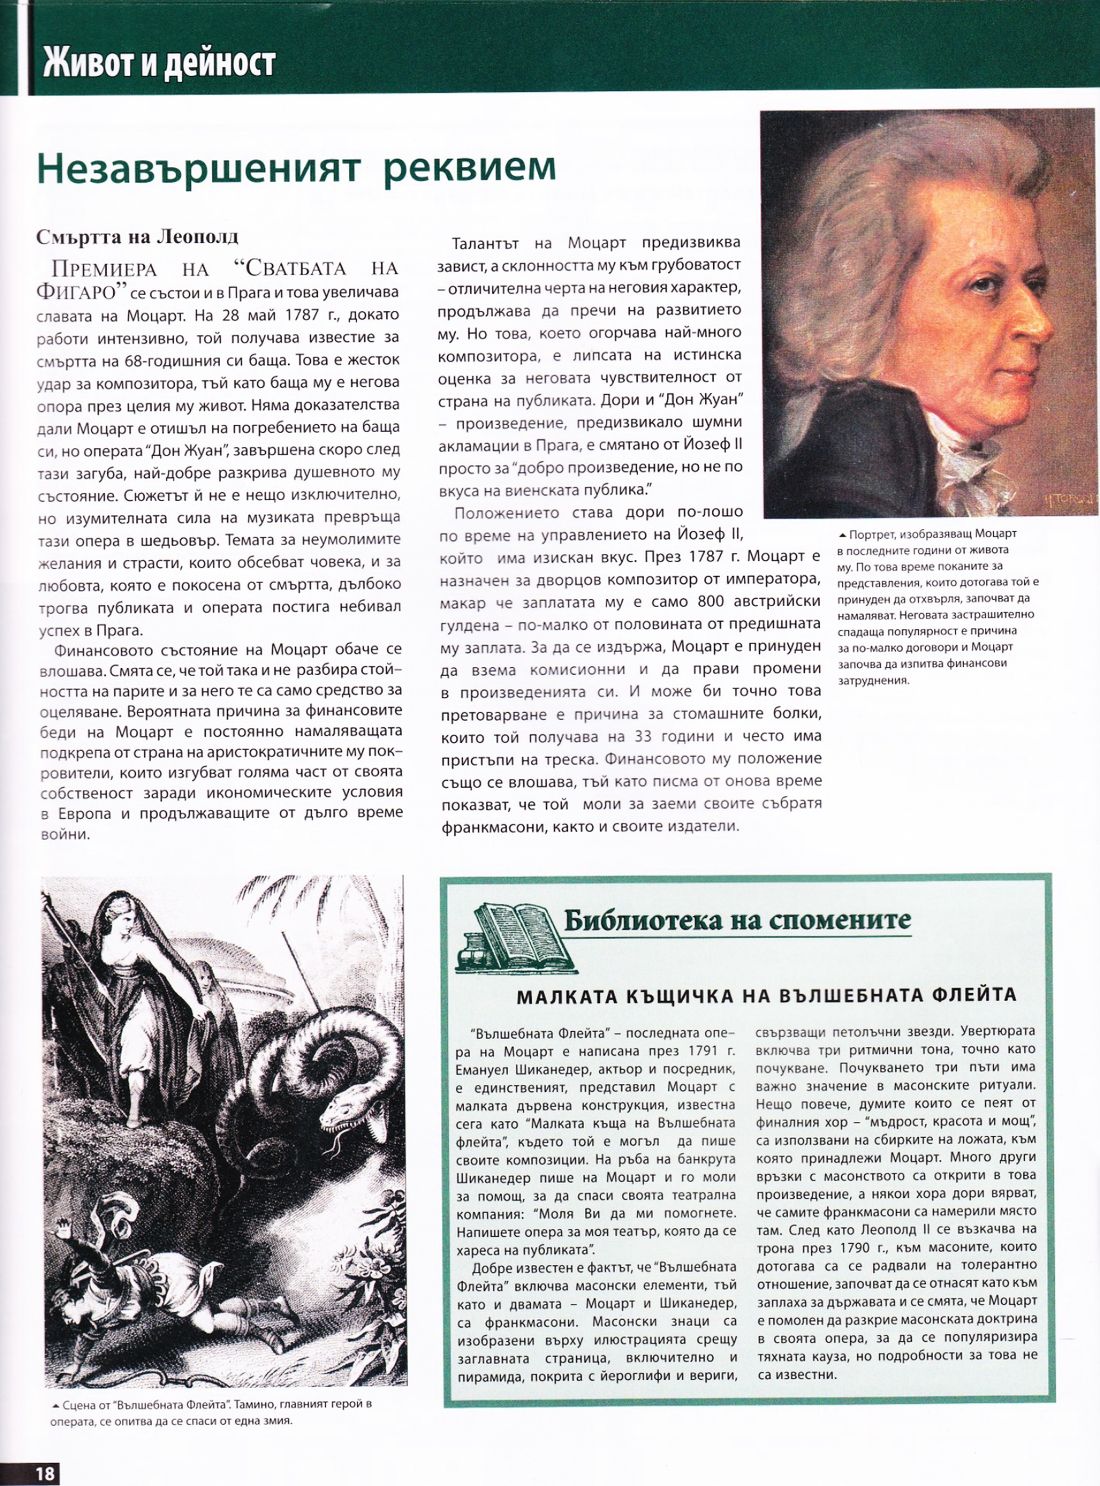 Живот и дейност
Незавършеният реквием
Смъртта на Леополд
Премиера на “Сватбата на
Фигаро” се състои и в Прага и това увеличава
славата на Моцарт. На 28 май 1787 г., докато
работи интензивно, той получава известие за
смъртта на 68-годишния си баща. Това е жесток
удар за композитора, тъй като баща му е негова
опора през целия му живот. Няма доказателства
дали Моцарт е отишъл на погребението на баща
си, но операта “Дон Жуан”, завършена скоро след
тази загуба, най-добре разкрива душевното му
състояние. Сюжетът й не е нещо изключително,
но изумителната сила на музиката превръща
тази опера в шедьовър. Темата за неумолимите
желания и страсти, които обсебват човека, и за
любовта, която е покосена от смъртта, дълбоко
трогва публиката и операта постига небивал
успех в Прага.
Финансовото състояние на Моцарт обаче се
влошава. Смята се, че той така и не разбира стой–
ността на парите и за него те са само средство за
оцеляване. Вероятната причина за финансовите
беди на Моцарт е постоянно намаляващата
подкрепа от страна на аристократичните му пок–
ровители, които изгубват голяма част от своята
собственост заради икономическите условия
в Европа и продължаващите от дълго време
войни.
Талантът на Моцарт предизвиква
завист, а склонността му към грубоватост
– отличителна черта на неговия характер,
продължава да пречи на развитието
му. Но това, което огорчава най-много
композитора, е липсата на истинска
оценка за неговата чувствителност от
страна на публиката. Дори и “Дон Жуан”
– произведение, предизвикало шумни
акламации в Прага, е смятано от Йозеф II
просто за “добро произведение, но не по
вкуса на виенската публика.”
Положението става дори по-лошо
по време на управлението на Йозеф II,
който има изискан вкус. През 1787 г. Моцарт е
назначен за дворцов композитор от императора,
макар че заплатата му е само 800 австрийски
гулдена – по-малко от половината от предишната
му заплата. За да се издържа, Моцарт е принуден
да взема комисионни и да прави промени
в произведенията си. И може би точно това
претоварване е причина за стомашните болки,
които той получава на 33 години и често има
пристъпи на треска. Финансовото му положение
също се влошава, тъй като писма от онова време
показват, че той моли за заеми своите събратя
франкмасони, както и своите издатели.
Портрет, изобразяващ Моцарт
в последните години от живота
му. По това време поканите за
представления, които дотогава той е
принуден да отхвърля, започват да
намаляват. Неговата застрашително
спадаща популярност е причина
за по-малко договори и Моцарт
започва да изпитва финансови
затруднения.
Сцена от “Вълшебната Флейта”. Тамино, главният герой в
операта, се опитва да се спаси от една змия.
Библиотека на спомените
МАЛКАТА КЪЩИЧКА НА ВЪЛШЕБНАТА ФЛЕЙТА
“Вълшебната Флейта” – последната опе–
ра на Моцарт е написана през 1791 г.
Емануел Шиканедер, актьор и посредник,
е единственият, представил Моцарт с
малката дървена конструкция, известна
сега като “Малката къща на Вълшебната
флейта”, където той е могъл да пише
своите композиции. На ръба на банкрута
Шиканедер пише на Моцарт и го моли
за помощ, за да спаси своята театрална
компания: “Моля Ви да ми помогнете.
Напишете опера за моя театър, която да се
хареса на публиката”.
Добре известен е фактът, че “Вълшебната
Флейта” включва масонски елементи, тъй
като и двамата – Моцарт и Шиканедер,
са франкмасони. Масонски знаци са
изобразени върху илюстрацията срещу
заглавната страница, включително и
пирамида, покрита с йероглифи и вериги,
свързващи петолъчни звезди. Увертюрата
включва три ритмични тона, точно като
почукване. Почукването три пъти има
важно значение в масонските ритуали.
Нещо повече, думите които се пеят от
финалния хор – “мъдрост, красота и мощ”,
са използвани на сбирките на ложата, към
която принадлежи Моцарт. Много други
връзки с масонството са открити в това
произведение, а някои хора дори вярват,
че самите франкмасони са намерили място
там. След като Леополд II се възкачва на
трона през 1790 г., към масоните, които
дотогава са се радвали на толерантно
отношение, започват да се отнасят като към
заплаха за държавата и се смята, че Моцарт
е помолен да разкрие масонската доктрина
в своята опера, за да се популяризира
тяхната кауза, но подробности за това не
са известни.
18